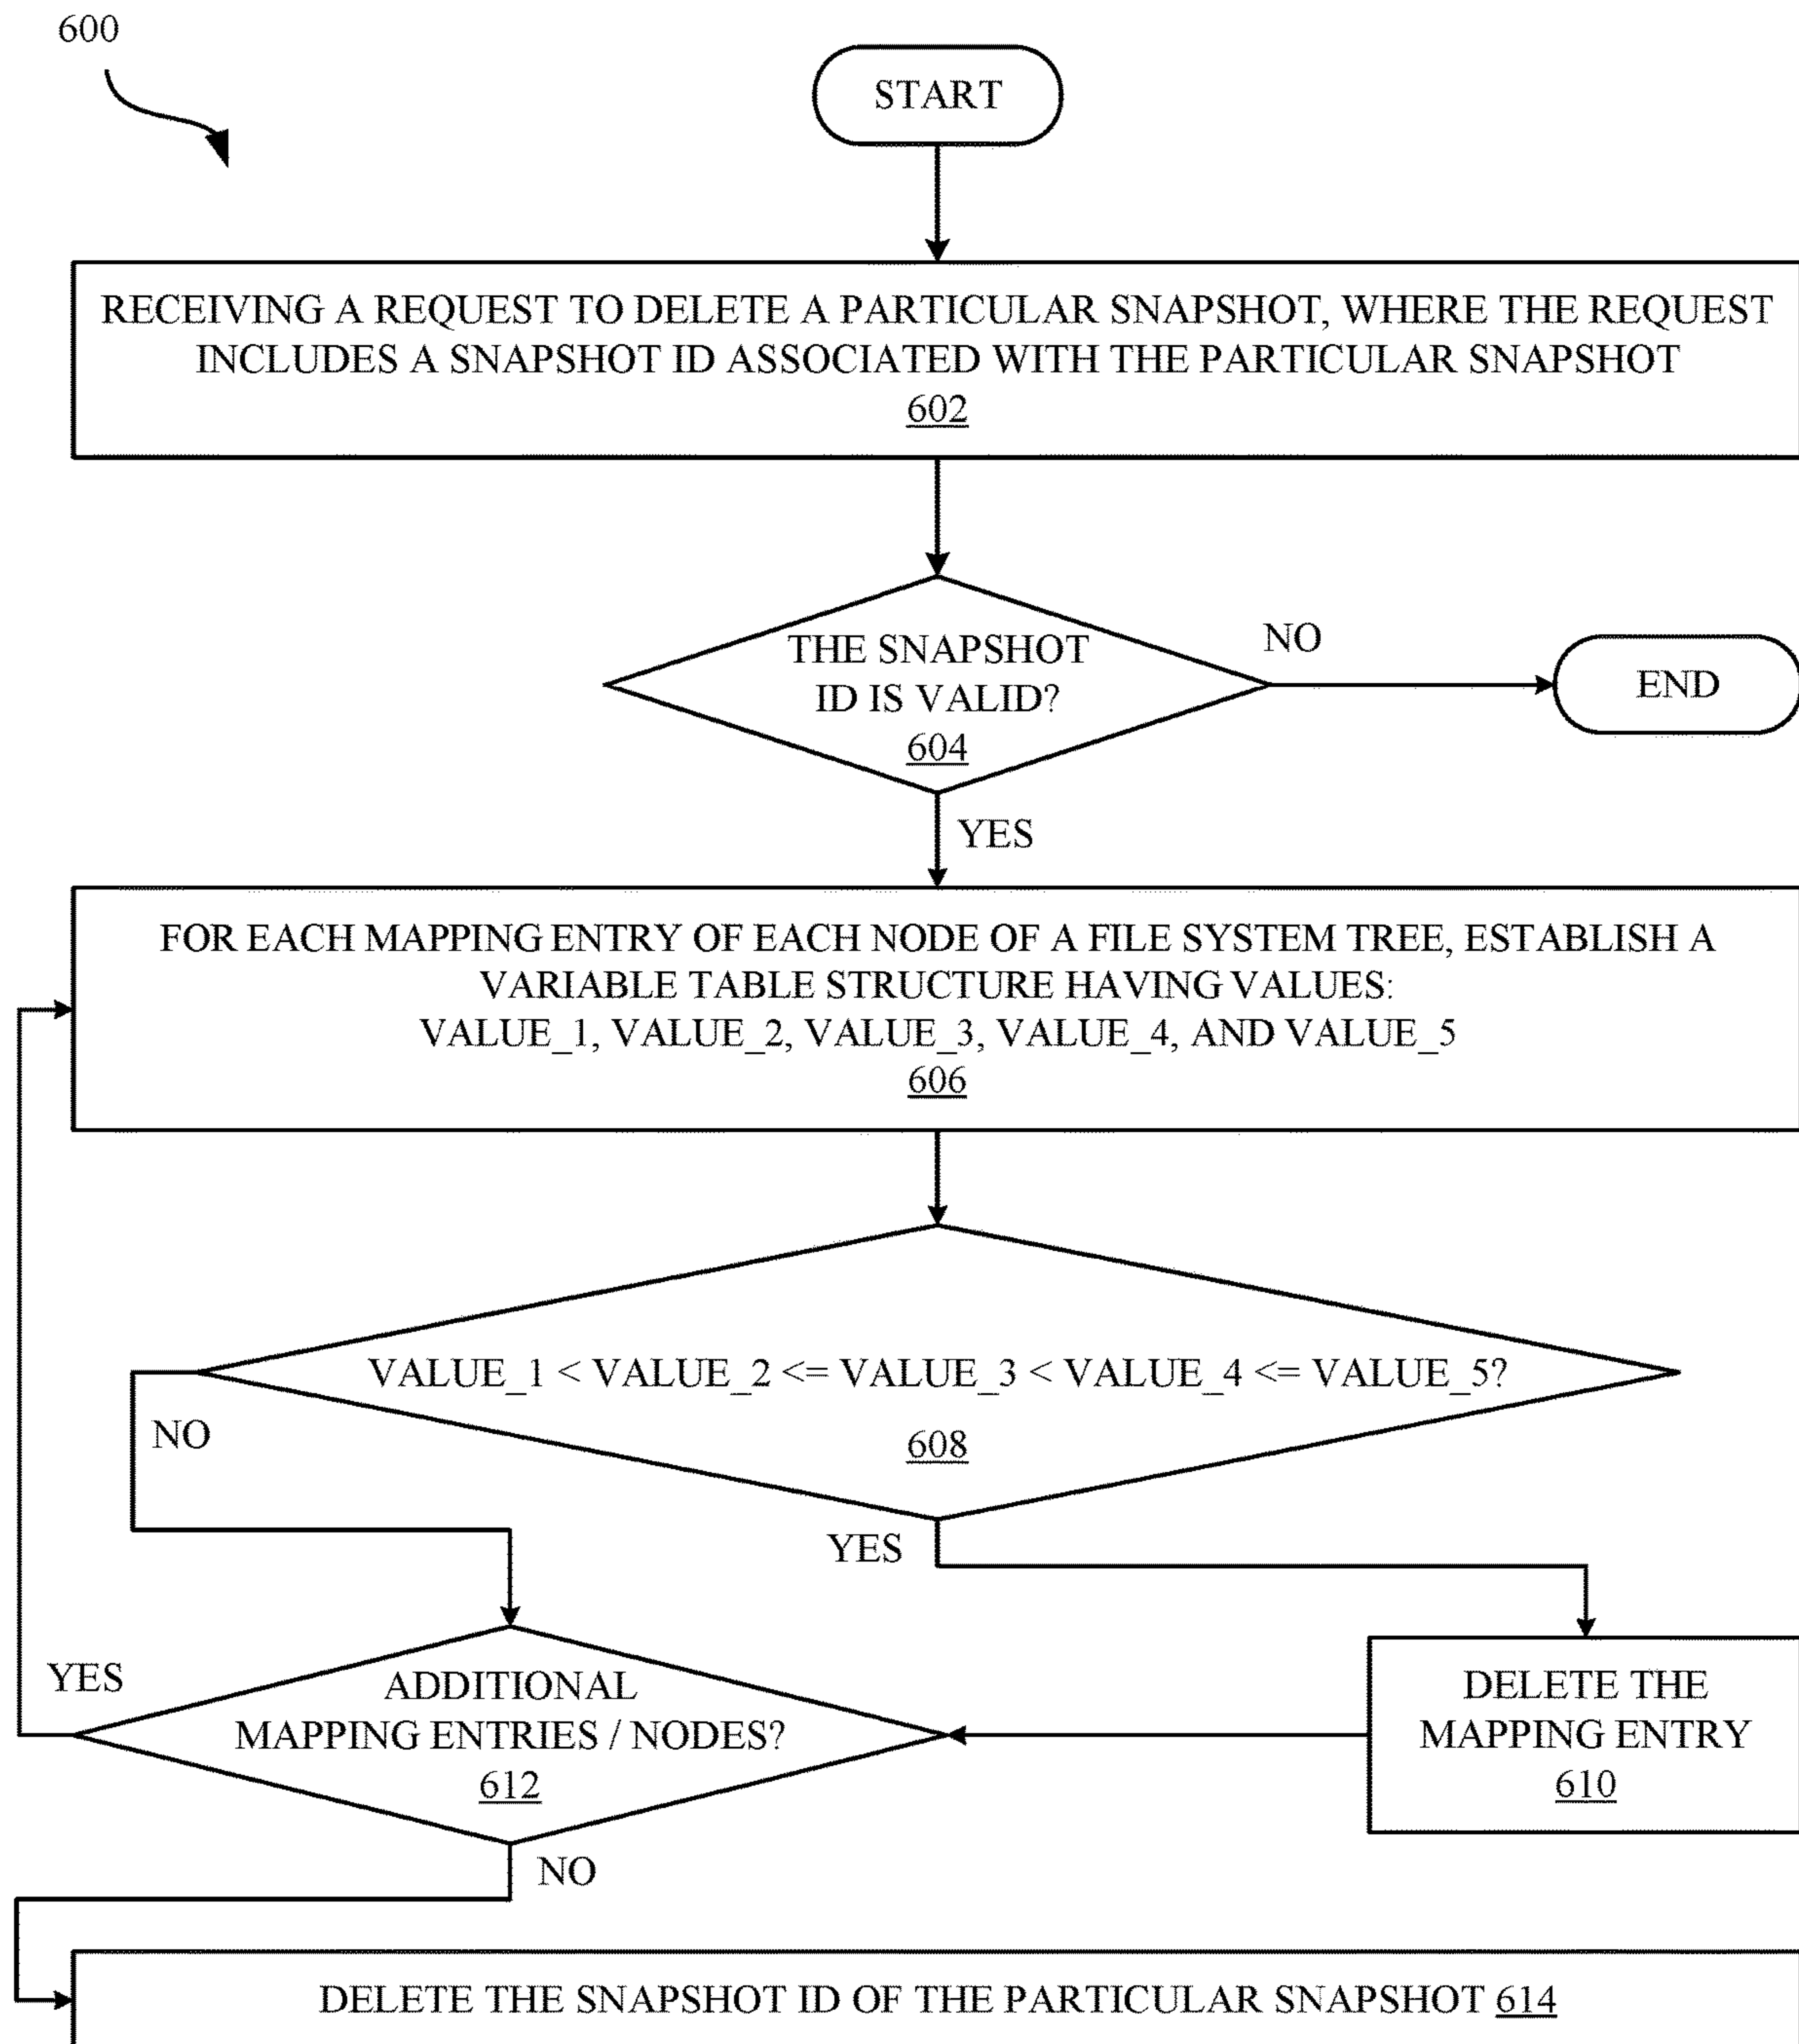 600
START
RECEIVING A REQUEST TO DELETE A PARTICULAR SNAPSHOT, WHERE THE REQUEST
INCLUDES A SNAPSHOT ID ASSOCIATED WITH THE PARTICULAR SNAPSHOT
602
THE SNAPSHOT
ID IS VALID?
604
NO
END
YES
FOR EACH MAPPING ENTRY OF EACH NODE OF A FILE SYSTEM TREE, ESTABLISH A
VARIABLE TABLE STRUCTURE HAVING VALUES:
VALUE_1, VALUE_2, VALUE_3, VALUE_4, AND VALUE_5
606
VALUE_1 < VALUE_2 <= VALUE_3 < VALUE_4 <= VALUE_5?
608
NO
YES
YES
ADDITIONAL
MAPPING ENTRIES / NODES?
612
DELETE THE
MAPPING ENTRY
610
NO
DELETE THE SNAPSHOT ID OF THE PARTICULAR SNAPSHOT 614